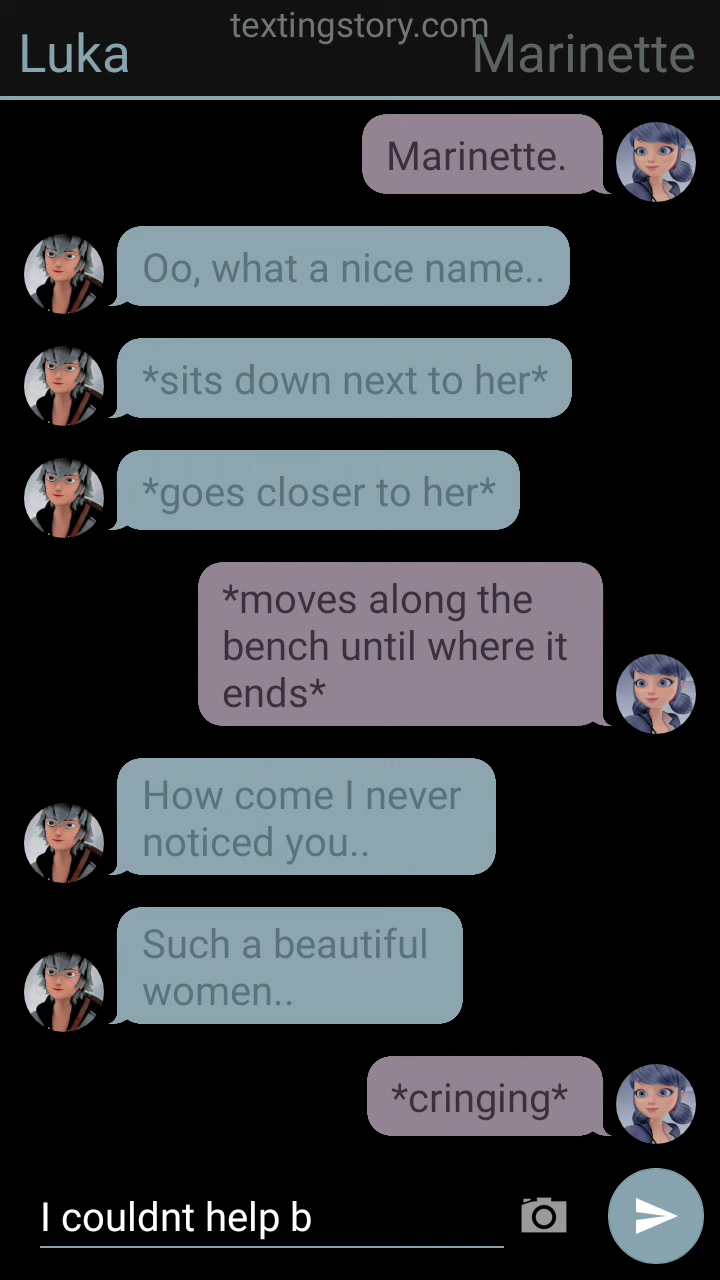 textingstory.com
Luka
Marinette
Marinette.
Oo, what a nice name..
*sits down next to her*
*goes closer to her*
*moves along the
bench until where it
ends*
How come I never
noticed you..
Such a beautiful
women..
*cringing*
I couldnt help b